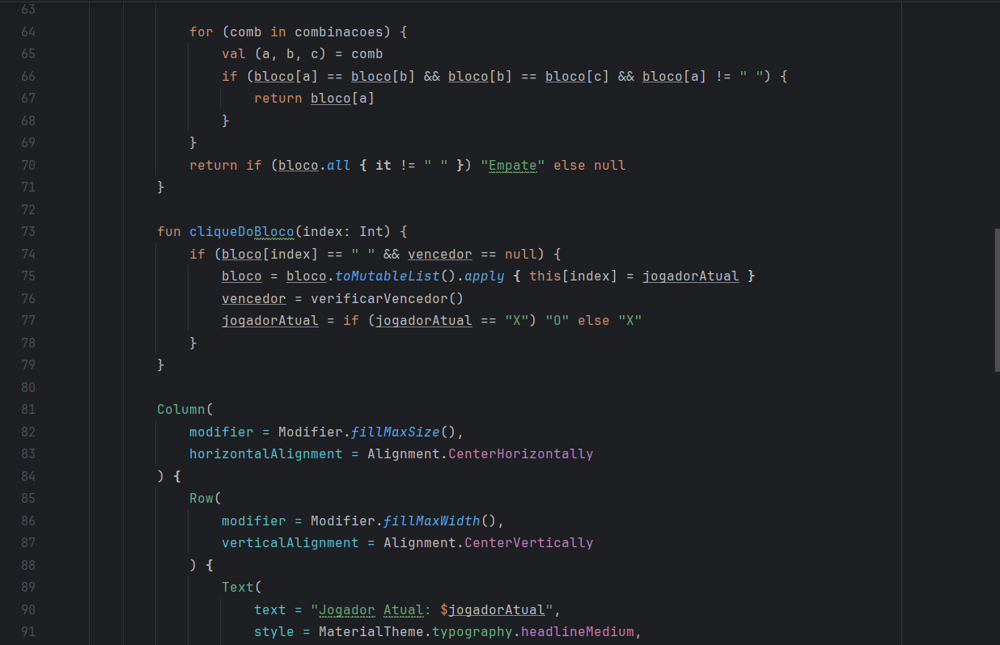 63
64 for (comb in combinacoes) {
65 val (a, b, c) = comb
66 if (bloco[a] == bloco[b] && bloco[b] == bloco[c] && bloco[a] != " ") {
67 return bloco[a]
68 }
69 }
70 return if (bloco.all { it != " " }) "Empate" else null
71 }
72
73 fun cliqueDoBloco(index: Int) {
74 if (bloco[index] == " " && vencedor == null) {
75 bloco = bloco.toMutableList().apply { this[index] = jogadorAtual }
76 vencedor = verificarVencedor()
77 jogadorAtual = if (jogadorAtual == "X") "O" else "X"
78 }
79 }
80
81 Column(
82 modifier = Modifier.fillMaxSize(),
83 horizontalAlignment = Alignment.CenterHorizontally
84 ) {
85 Row(
86 modifier = Modifier.fillMaxWidth(),
87 verticalAlignment = Alignment.CenterVertically
88 ) {
89 Text(
90 text = "Jogador Atual: $jogadorAtual",
91 style = MaterialTheme.typography.headlineMedium,